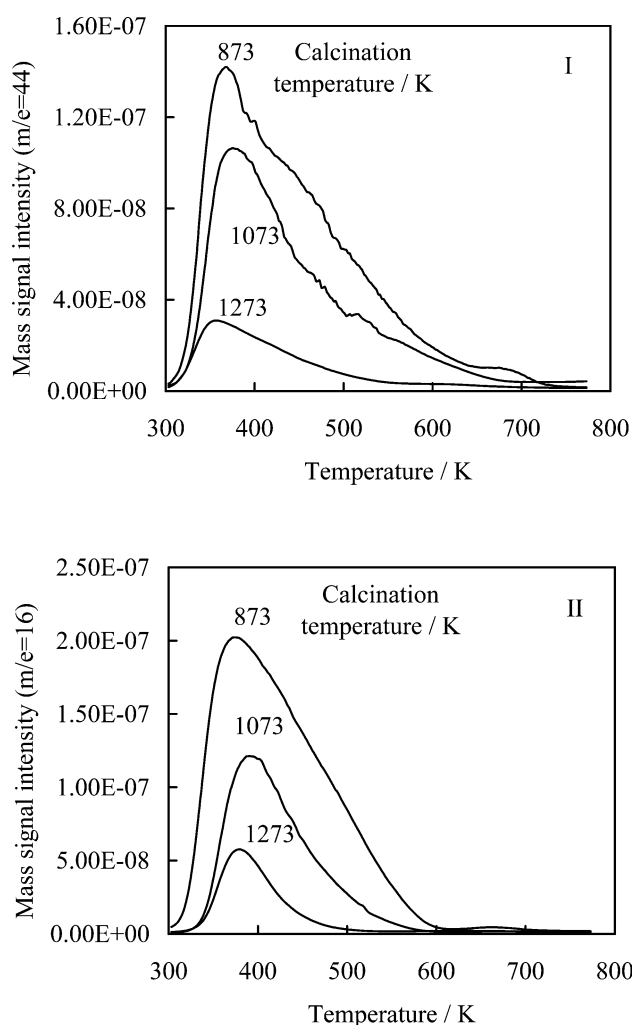 1.60E-07
873
Calcination
temperature / K
I
1.20E-07
8.00E-08
1073
4.00E-08
1273
0.00E+00
300 400 500 600 700 800
Temperature / K
Mass signal intensity (m/e=44)
2.50E-07
Calcination
temperature / K
II
873
2.00E-07
1.50E-07
1073
1.00E-07
1273
5.00E-08
0.00E+00
300 400 500 600 700 800
Temperature / K
Mass signal intensity (m/e=16)